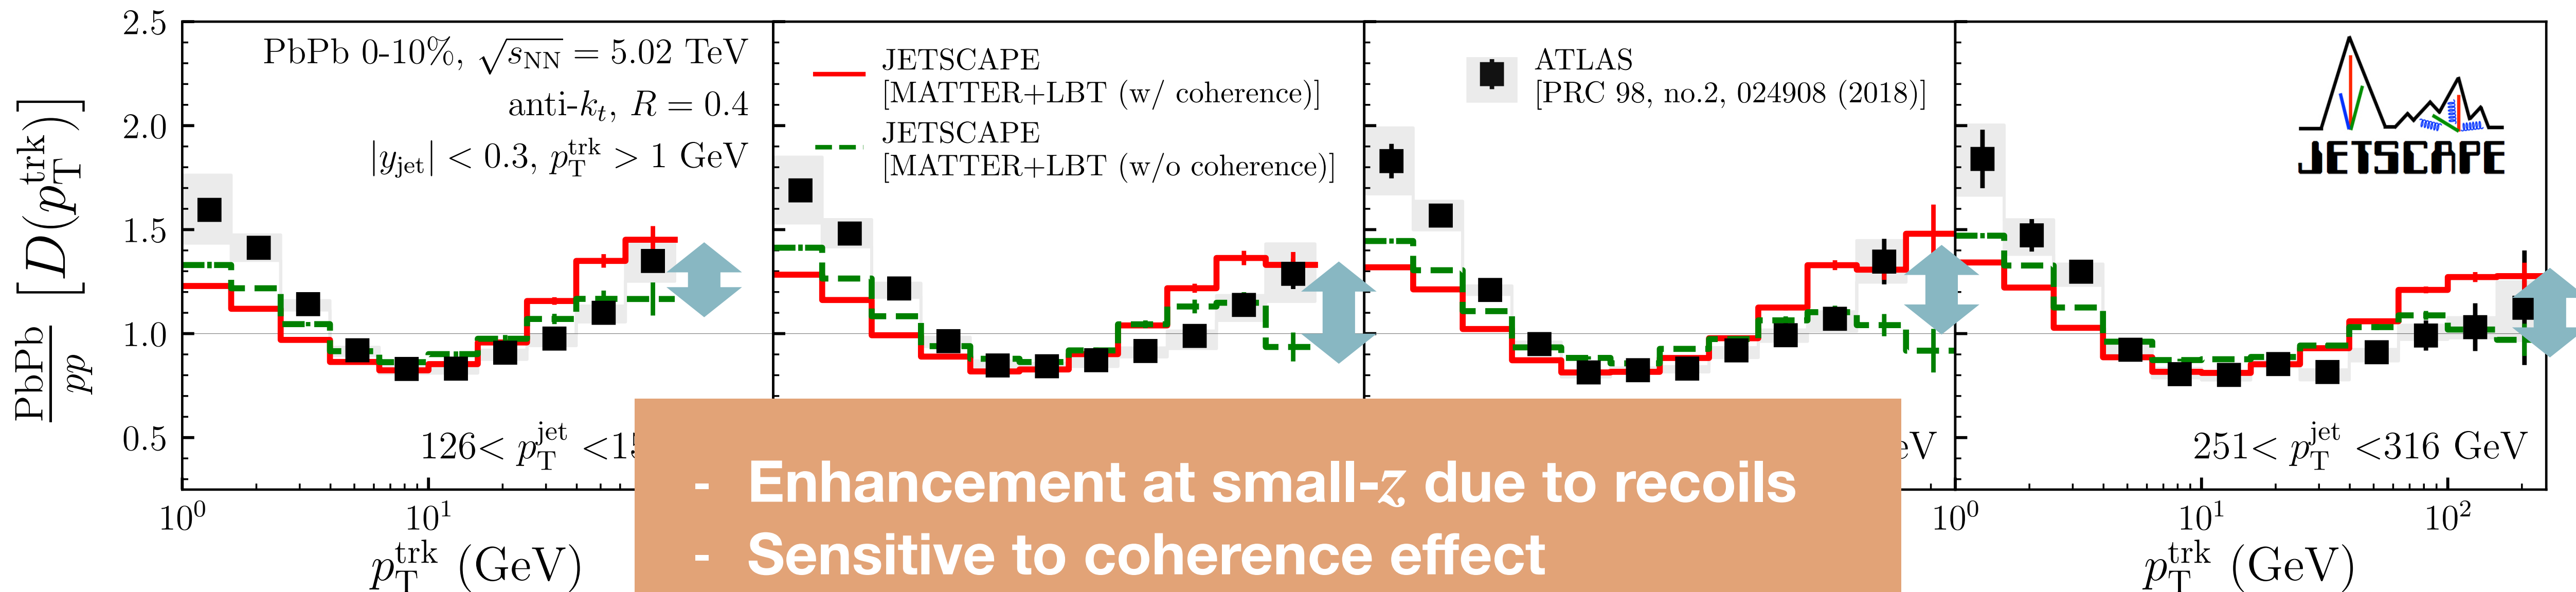 PbPb 0-10%, √s_NN = 5.02 TeV
anti-k_t, R = 0.4
|y_jet| < 0.3, p_T^trk > 1 GeV
JETSCAPE
[MATTER+LBT (w/ coherence)]
JETSCAPE
[MATTER+LBT (w/o coherence)]
ATLAS
[PRC 98, no.2, 024908 (2018)]
JETSCAPE
PbPb/pp [D(p_T^trk)]
2.5
2.0
1.5
1.0
0.5
126< p_T^jet <
eV
251< p_T^jet <316 GeV
- Enhancement at small-z due to recoils
- Sensitive to coherence effect
10^0
10^1
10^0
10^1
10^2
p_T^trk (GeV)
p_T^trk (GeV)